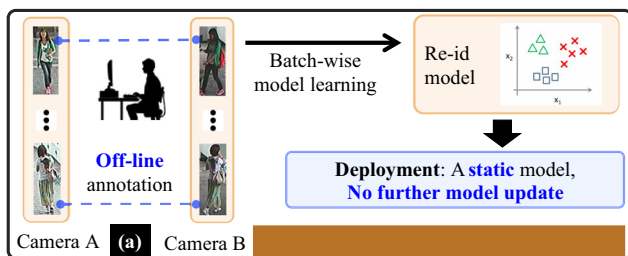 Off-line
annotation
Camera A
(a)
Camera B
Batch-wise
model learning
Re-id
model
x₂
x₁
Deployment: A static model,
No further model update